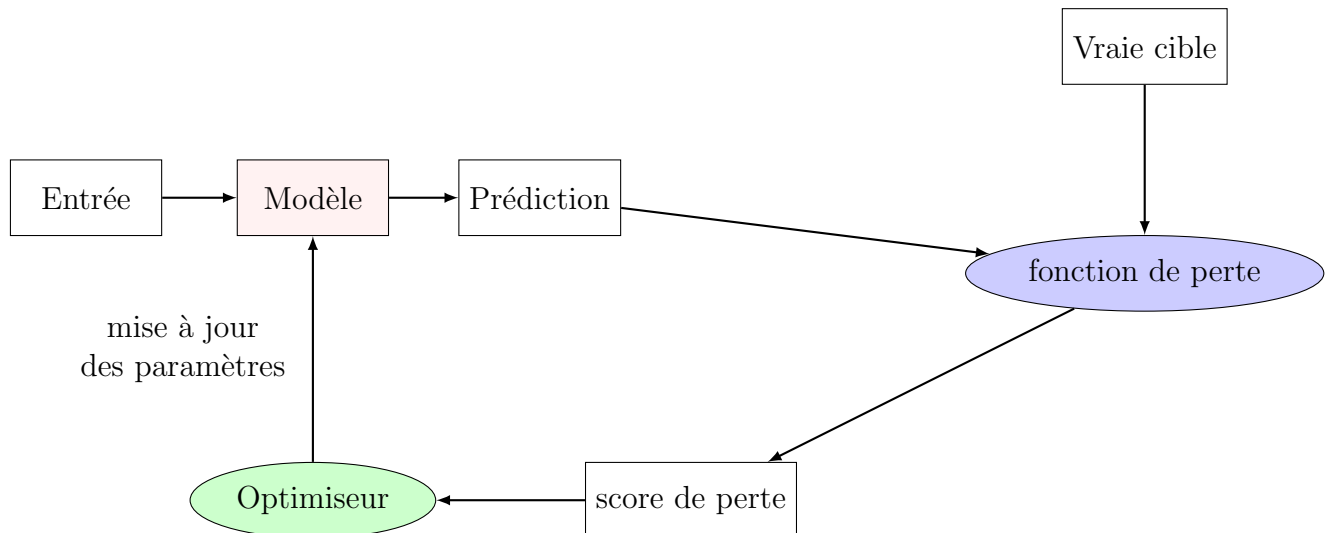 Vraie cible
Entrée
Modèle
Prédiction
fonction de perte
mise à jour
des paramètres
Optimiseur
score de perte